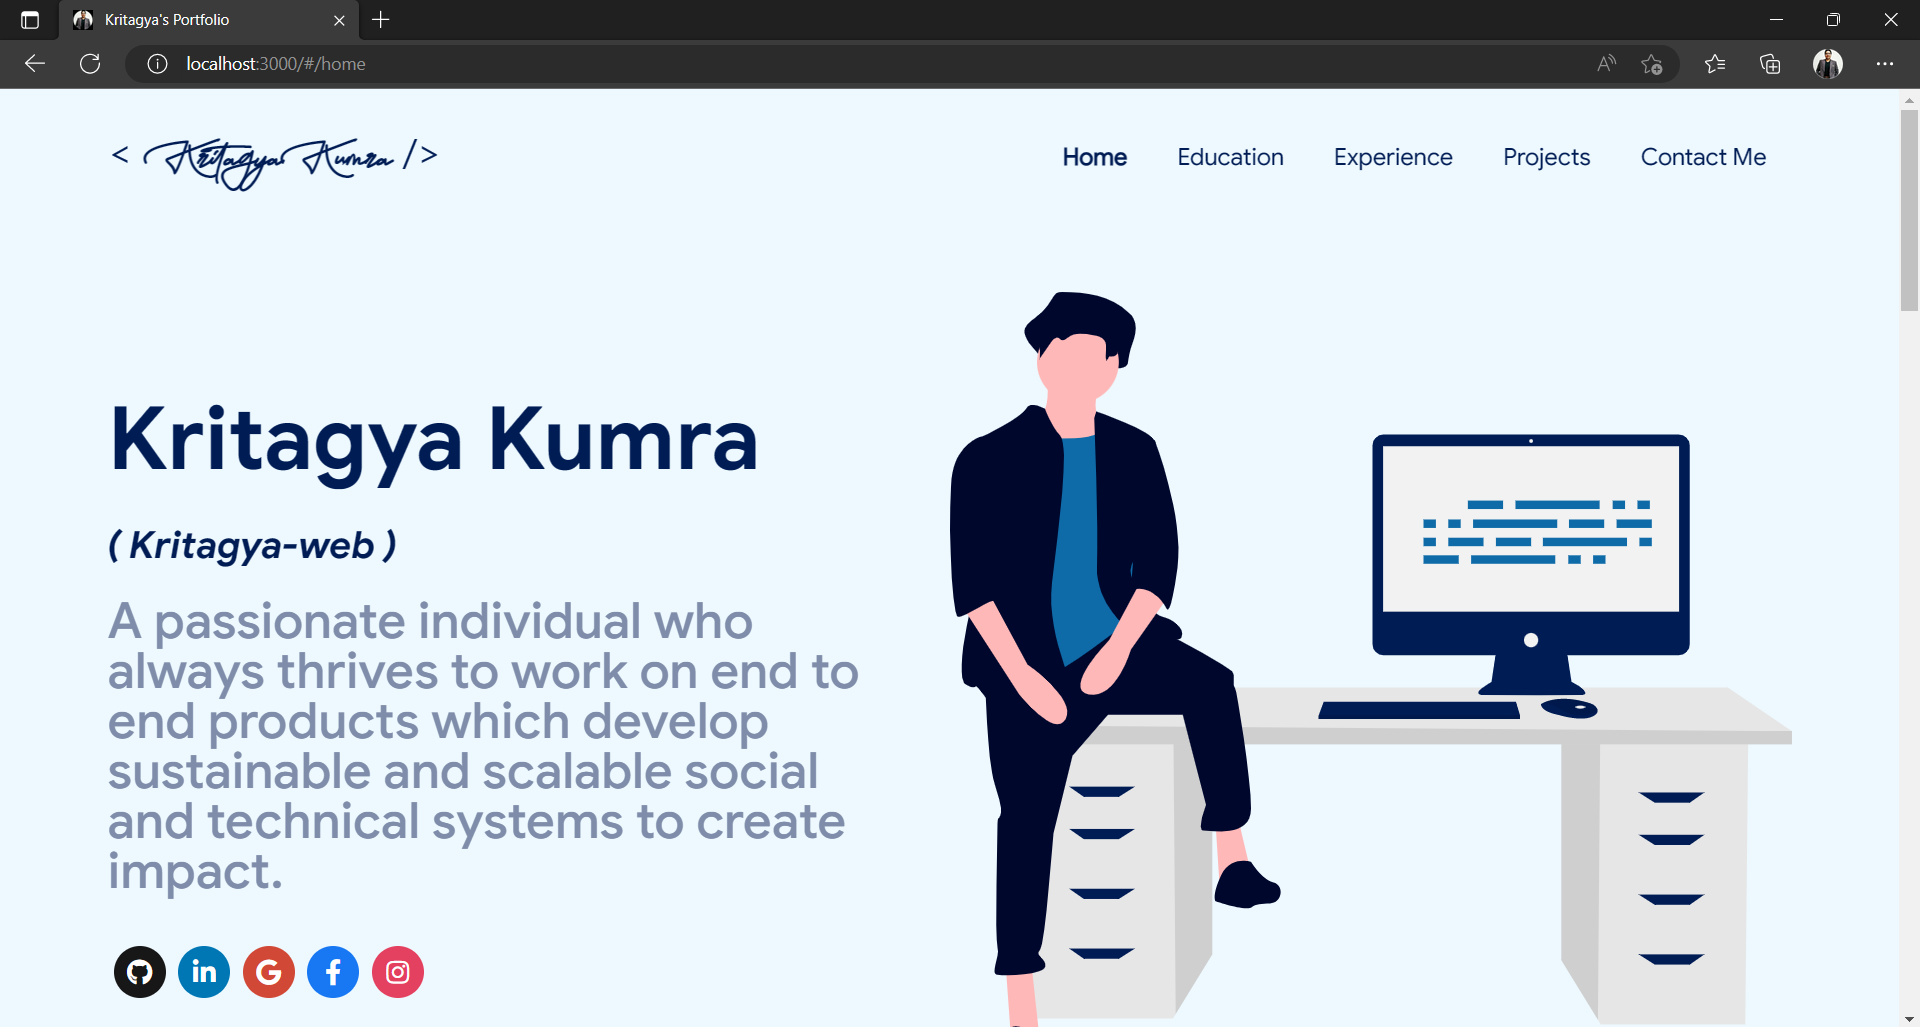 Kritagya's Portfolio
localhost:3000/#/home
< Kritagya Kumra />
Home Education Experience Projects Contact Me
Kritagya Kumra
( Kritagya-web )
A passionate individual who
always thrives to work on end to
end products which develop
sustainable and scalable social
and technical systems to create
impact.